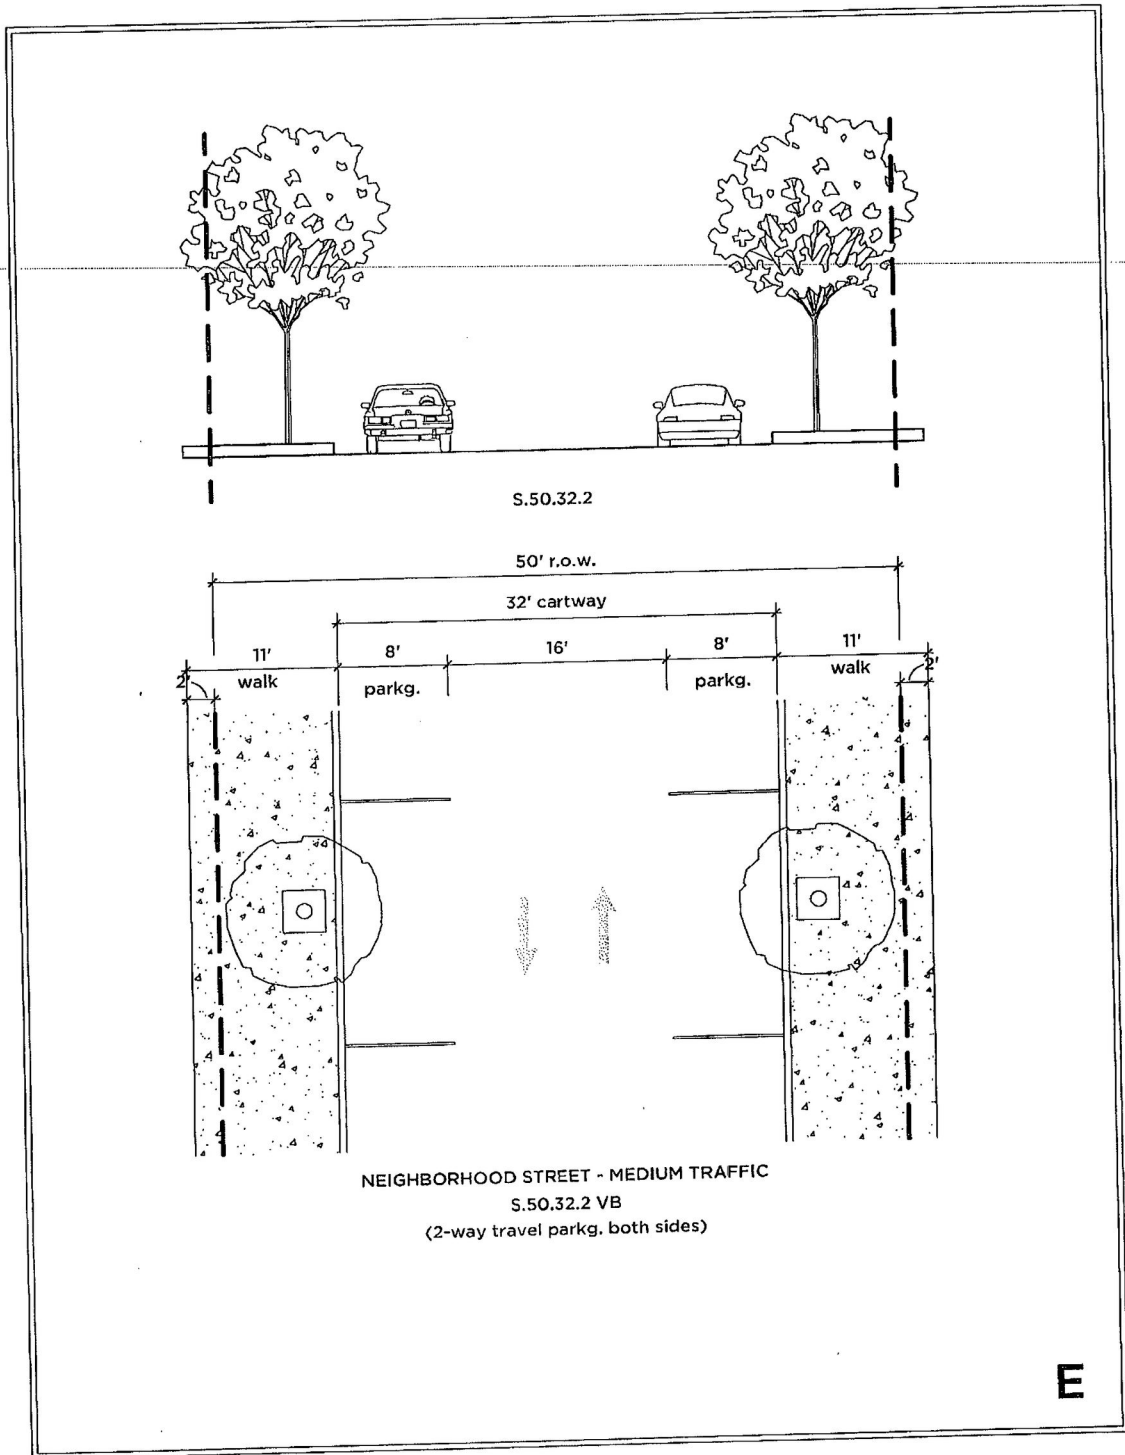 S.50.32.2
50' r.o.w.
32' cartway
11' 8' 16' 8' 11'
2' walk parkg. parkg. walk 2'
NEIGHBORHOOD STREET - MEDIUM TRAFFIC
S.50.32.2 VB
(2-way travel parkg. both sides)
E